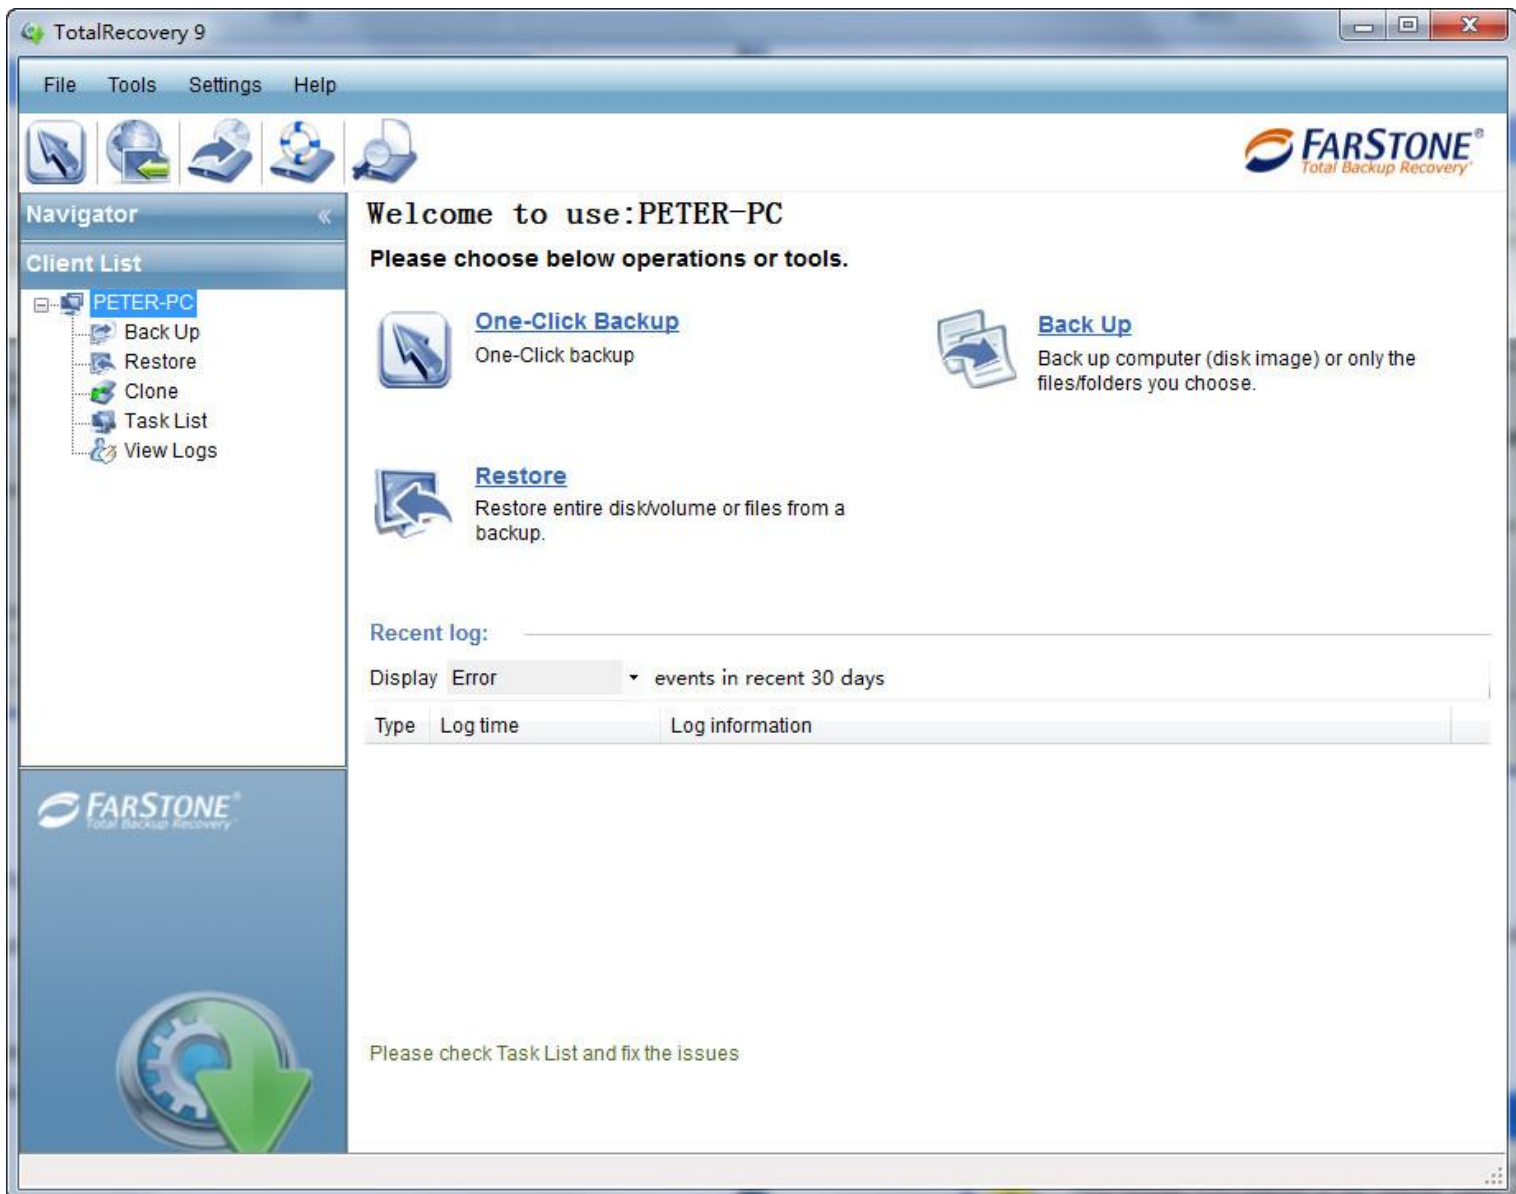 TotalRecovery 9
File Tools Settings Help
FARSTONE®
Total Backup Recovery
Navigator «
Client List
PETER-PC
Back Up
Restore
Clone
Task List
View Logs
Welcome to use:PETER-PC
Please choose below operations or tools.
One-Click Backup
One-Click backup
Back Up
Back up computer (disk image) or only the
files/folders you choose.
Restore
Restore entire disk/volume or files from a
backup.
Recent log:
Display Error events in recent 30 days
Type Log time Log information
Please check Task List and fix the issues
FARSTONE®
Total Backup Recovery